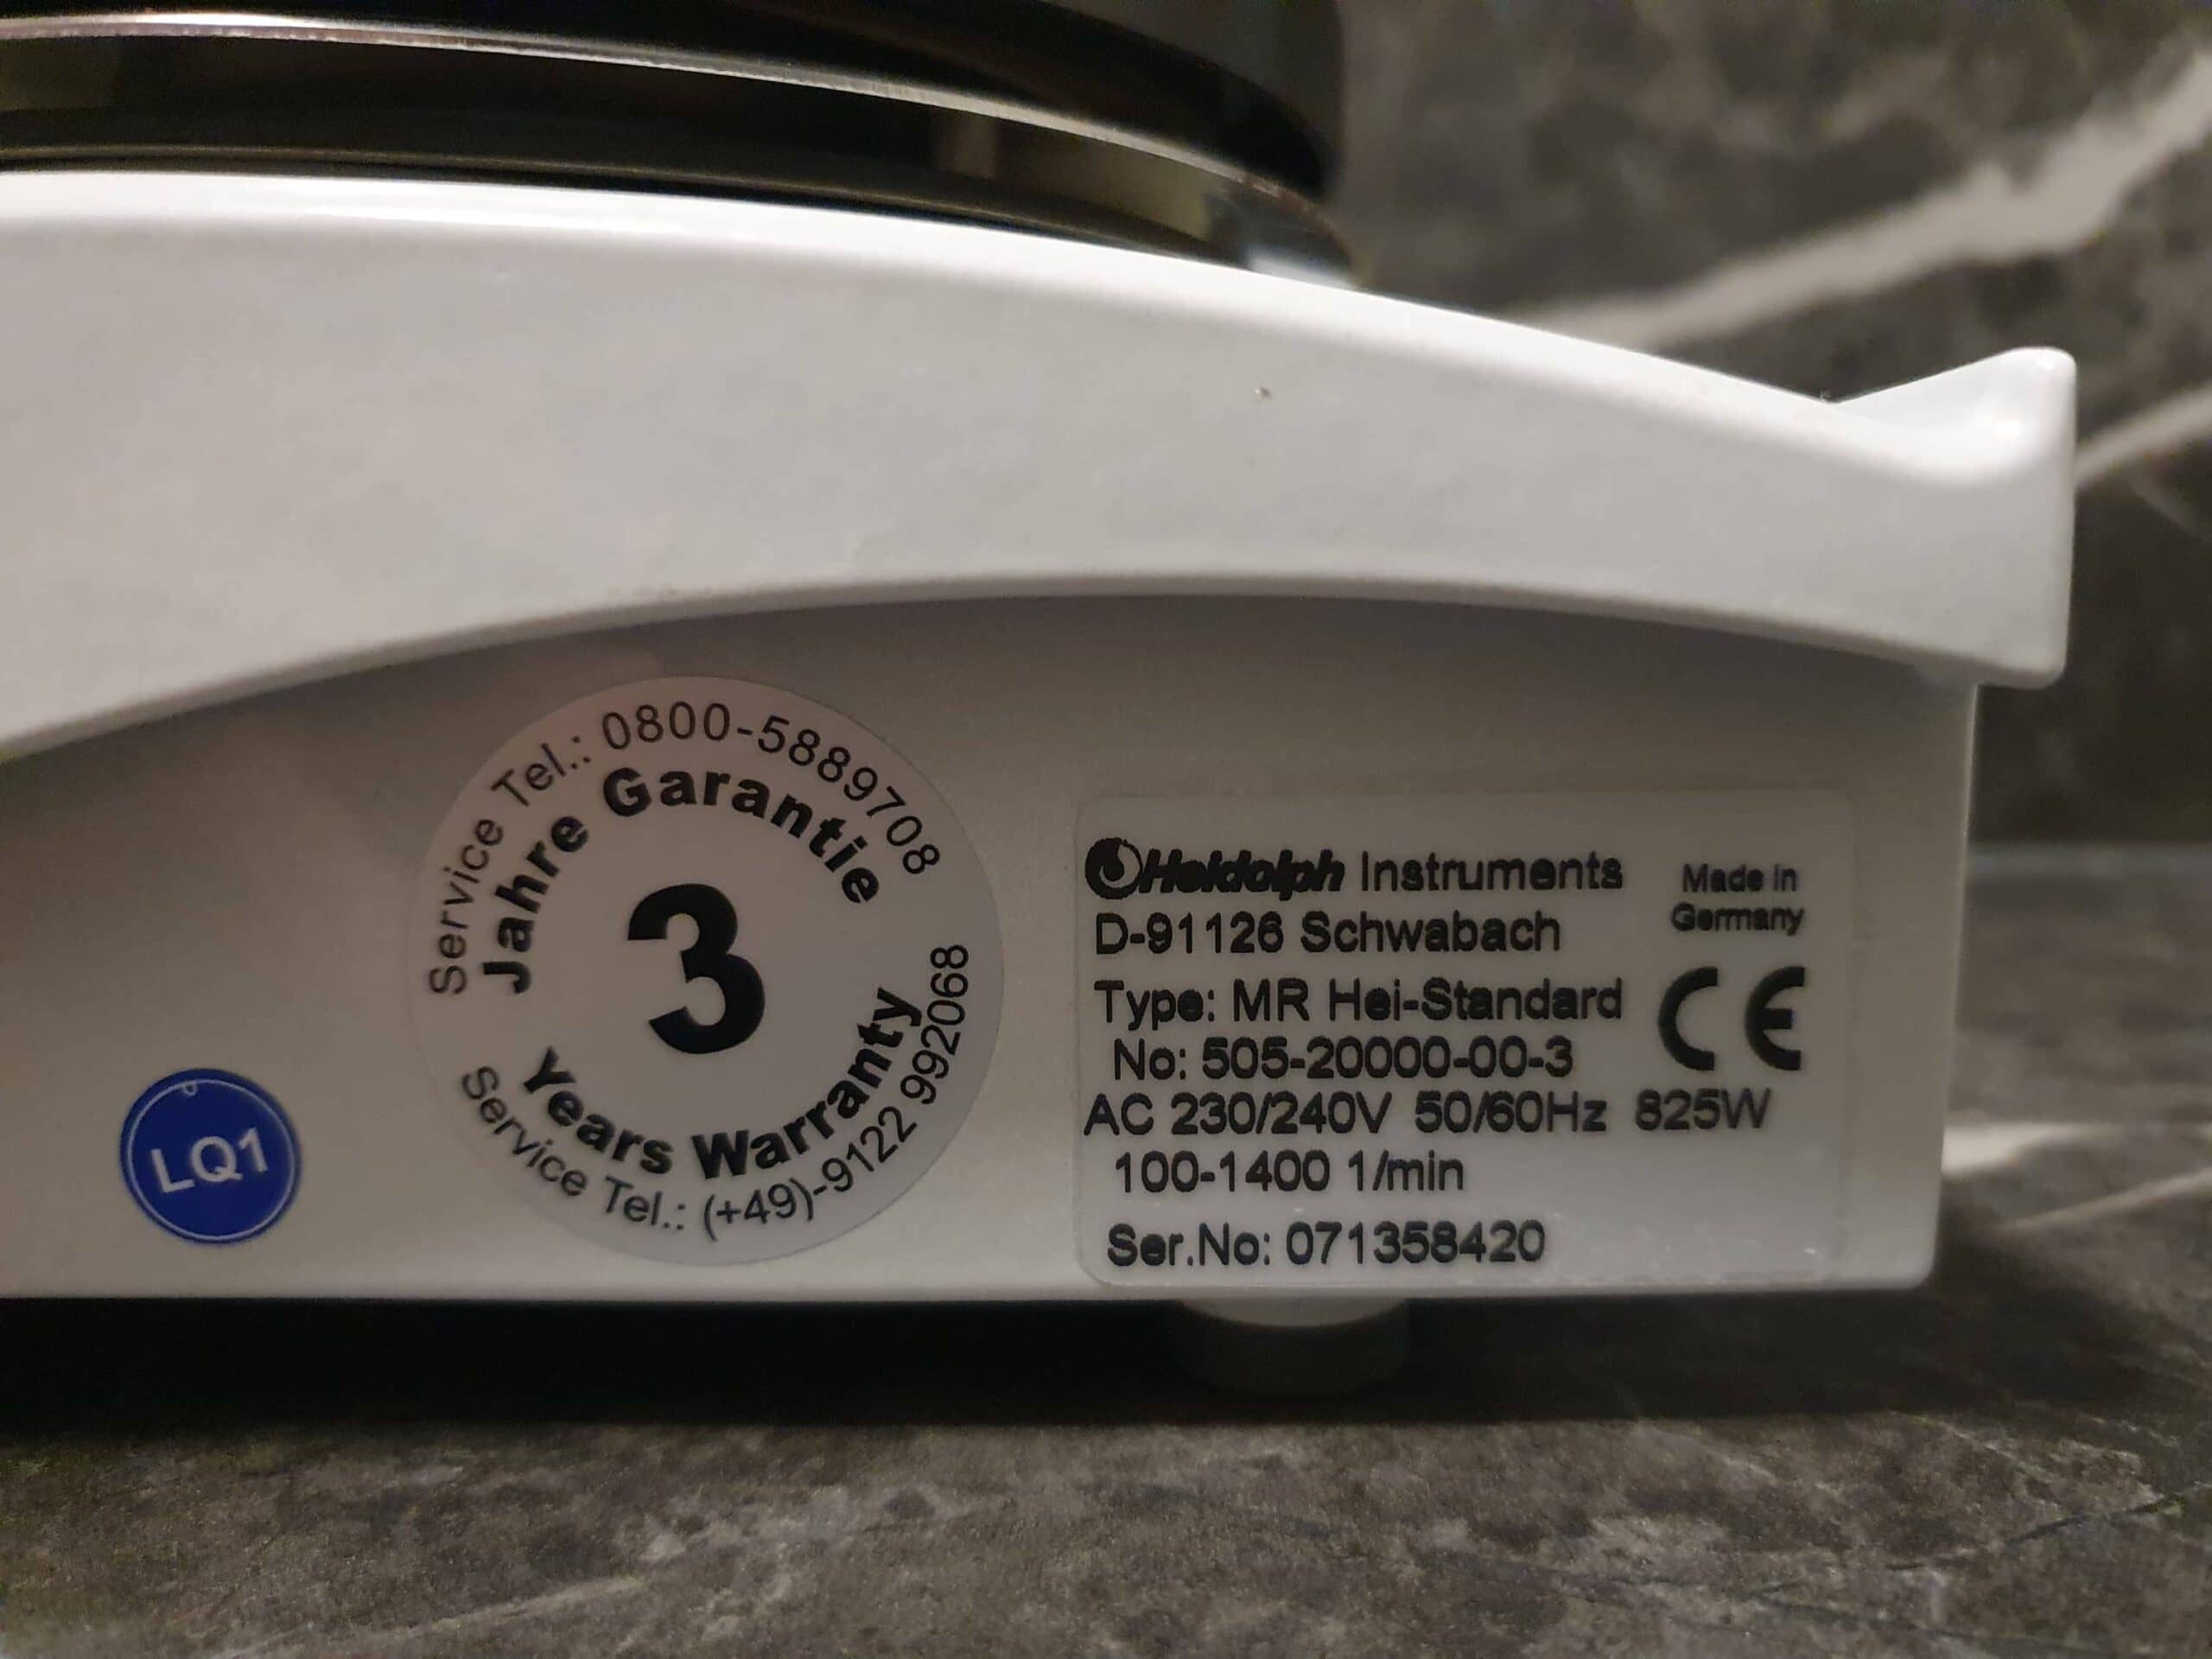 Service Tel.: 0800-5889708
Jahre Garantie
3
Years Warranty
Service Tel.: (+49)-9122 992068
LQ1
Heidolph Instruments
Made in
Germany
D-91126 Schwabach
Type: MR Hei-Standard
CE
No: 505-20000-00-3
AC 230/240V 50/60Hz 825W
100-1400 1/min
Ser.No: 071358420